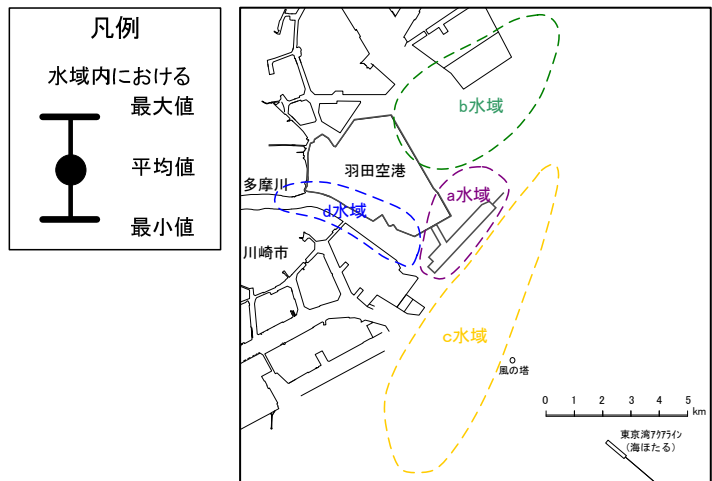 凡例
水域内における
最大値
平均値
最小値
b水域
羽田空港
多摩川
a水域
d水域
川崎市
c水域
風の塔
0 1 2 3 4 5
km
東京湾アクアライン
(海ほたる)